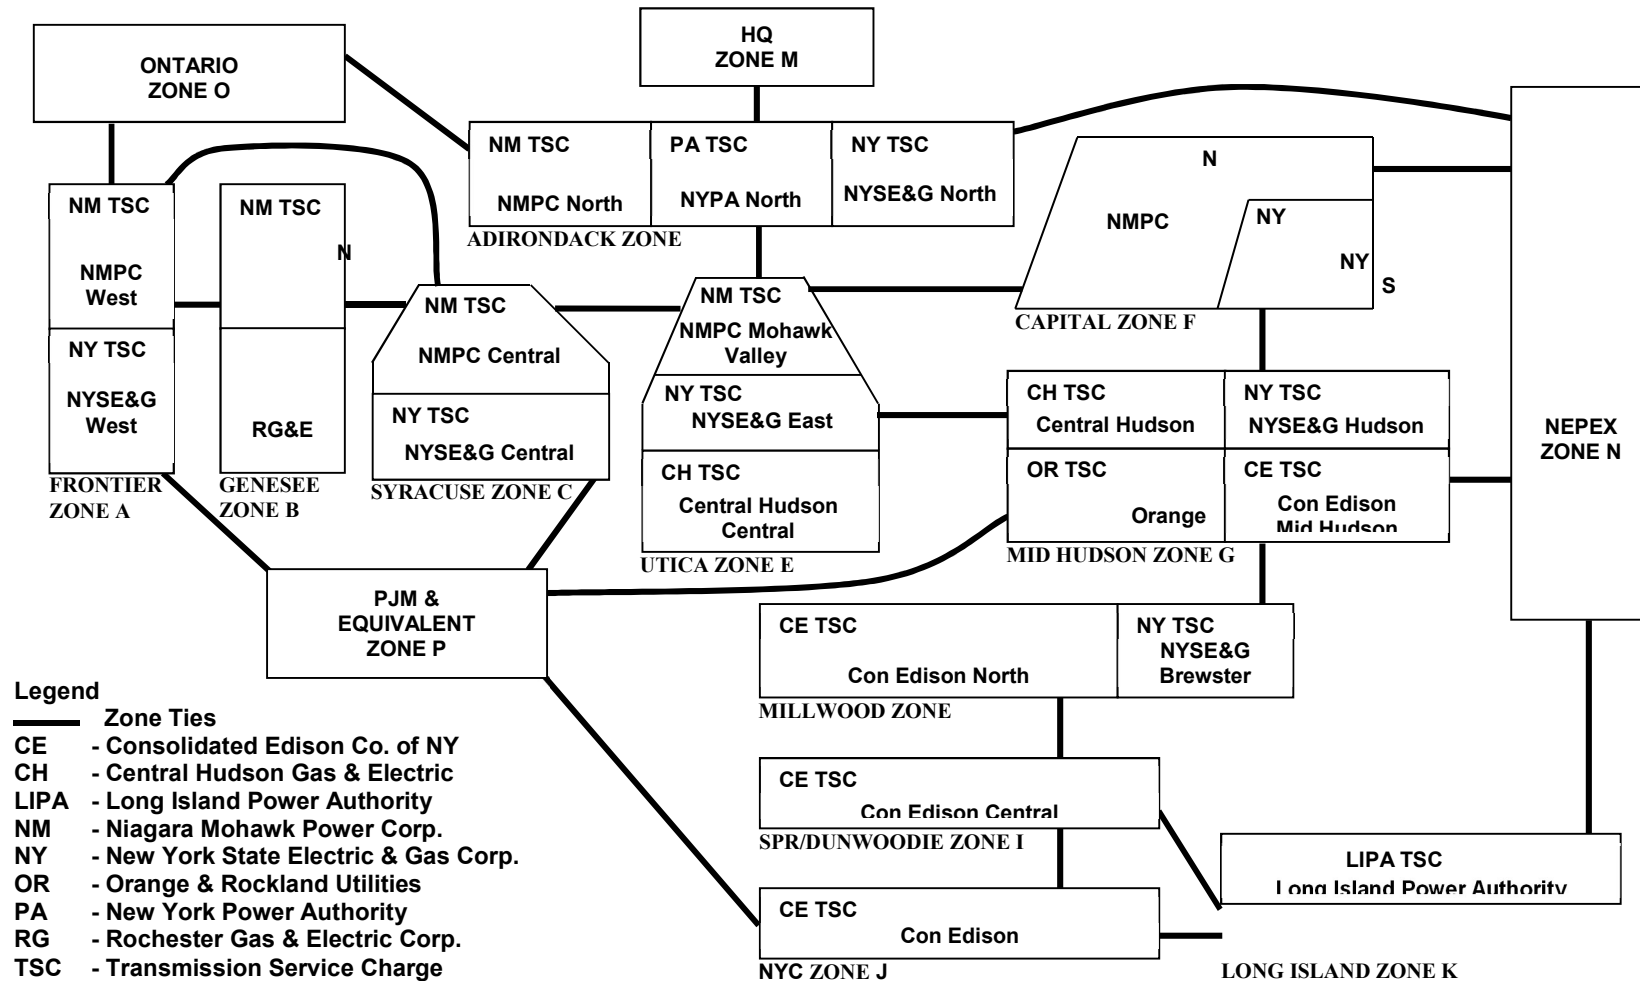 HQ
ZONE M
ONTARIO
ZONE O
NM TSC
NMPC North
PA TSC
NYPA North
NY TSC
NYSE&G North
ADIRONDACK ZONE
N
NMPC
NY
NY
S
CAPITAL ZONE F
NEPEX
ZONE N
NM TSC
NMPC
West
NY TSC
NYSE&G
West
FRONTIER
ZONE A
NM TSC
N
RG&E
GENESEE
ZONE B
NM TSC
NMPC Central
NY TSC
NYSE&G Central
SYRACUSE ZONE C
NM TSC
NMPC Mohawk
Valley
NY TSC
NYSE&G East
CH TSC
Central Hudson
Central
UTICA ZONE E
CH TSC
Central Hudson
NY TSC
NYSE&G Hudson
OR TSC
Orange
CE TSC
Con Edison
Mid Hudson
MID HUDSON ZONE G
PJM &
EQUIVALENT
ZONE P
CE TSC
Con Edison North
NY TSC
NYSE&G
Brewster
MILLWOOD ZONE
CE TSC
Con Edison Central
SPR/DUNWOODIE ZONE I
LIPA TSC
Long Island Power Authority
LONG ISLAND ZONE K
CE TSC
Con Edison
NYC ZONE J
Legend
Zone Ties
CE - Consolidated Edison Co. of NY
CH - Central Hudson Gas & Electric
LIPA - Long Island Power Authority
NM - Niagara Mohawk Power Corp.
NY - New York State Electric & Gas Corp.
OR - Orange & Rockland Utilities
PA - New York Power Authority
RG - Rochester Gas & Electric Corp.
TSC - Transmission Service Charge